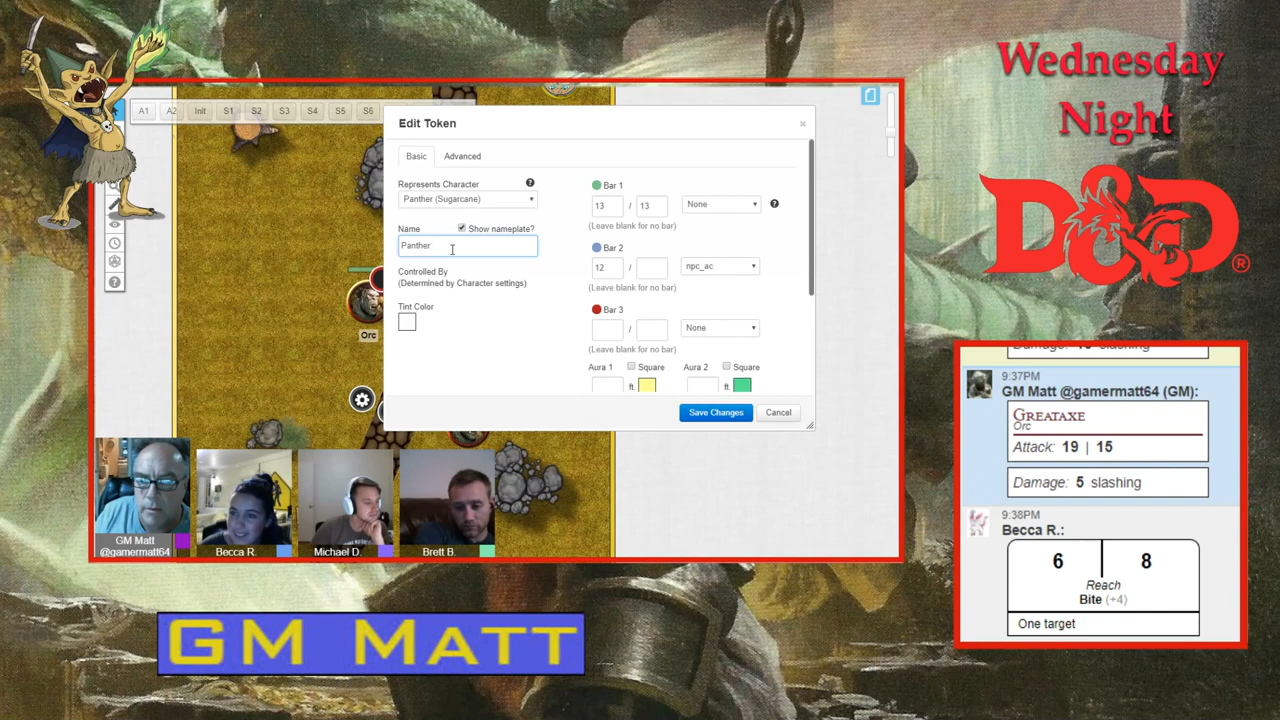 Wednesday
Night
D&D
®
A1 A2 Init S1 S2 S3 S4 S5 S6
Edit Token
×
Basic Advanced
Represents Character ?
Panther (Sugarcane)
Name Show nameplate?
Panther
Controlled By
(Determined by Character settings)
Tint Color
Bar 1
13 / 13 None ?
(Leave blank for no bar)
Bar 2
12 / npc_ac
(Leave blank for no bar)
Bar 3
/ None
(Leave blank for no bar)
Aura 1 Square Aura 2 Square
ft. ft.
Save Changes Cancel
Orc
GM Matt
@gamermatt64
Becca R.
Michael D.
Brett B.
slashing
9:37PM
GM Matt @gamermatt64 (GM):
GREATAXE
Orc
Attack: 19 | 15
Damage: 5 slashing
9:38PM
Becca R.:
6 8
Reach
Bite (+4)
One target
GM MATT